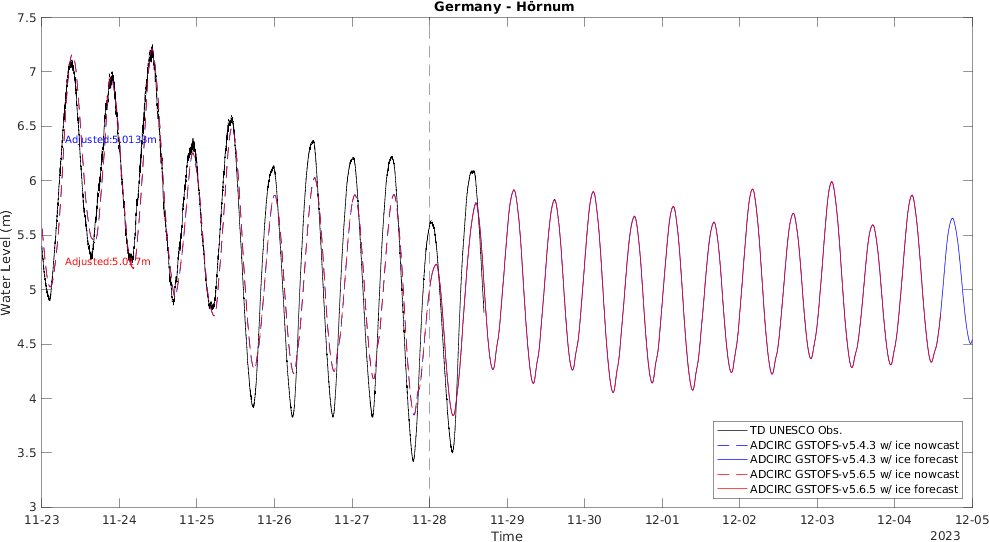 Germany - Hörnum
7.5
7
6.5
6
5.5
5
4.5
4
3.5
3
Water Level (m)
Adjusted:5.0133m
Adjusted:5.017m
TD UNESCO Obs.
ADCIRC GSTOFS-v5.4.3 w/ ice nowcast
ADCIRC GSTOFS-v5.4.3 w/ ice forecast
ADCIRC GSTOFS-v5.6.5 w/ ice nowcast
ADCIRC GSTOFS-v5.6.5 w/ ice forecast
11-23 11-24 11-25 11-26 11-27 11-28 11-29 11-30 12-01 12-02 12-03 12-04 12-05
Time
2023